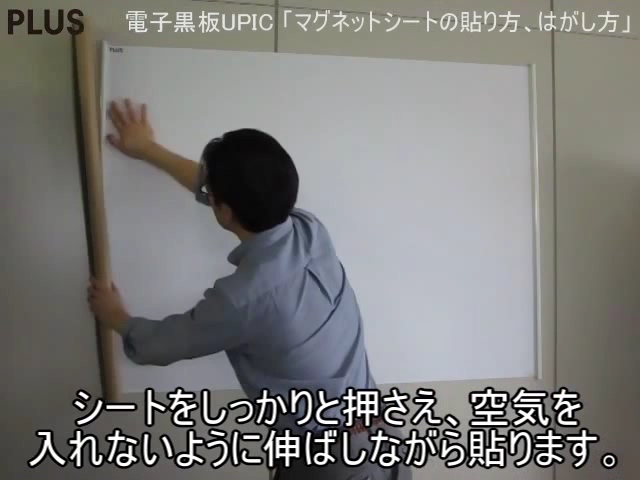 PLUS
電子黒板UPIC 「マグネットシートの貼り方、はがし方」
PLUS
シートをしっかりと押さえ、空気を
入れないように伸ばしながら貼ります。